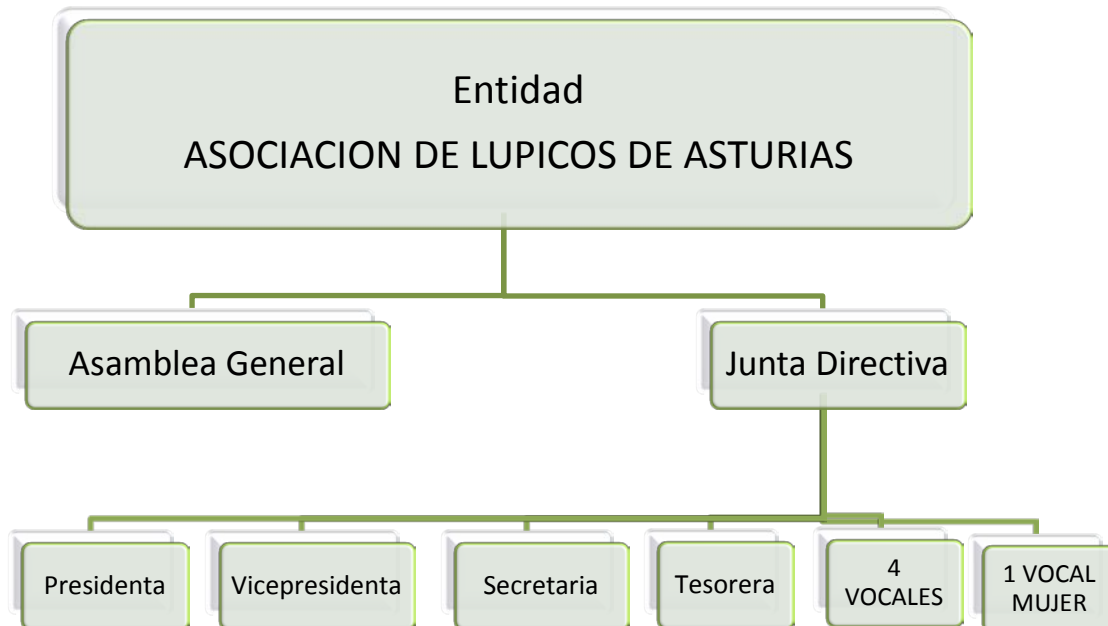 Entidad
ASOCIACION DE LUPICOS DE ASTURIAS
Asamblea General
Junta Directiva
Presidenta
Vicepresidenta
Secretaria
Tesorera
4
VOCALES
1 VOCAL
MUJER